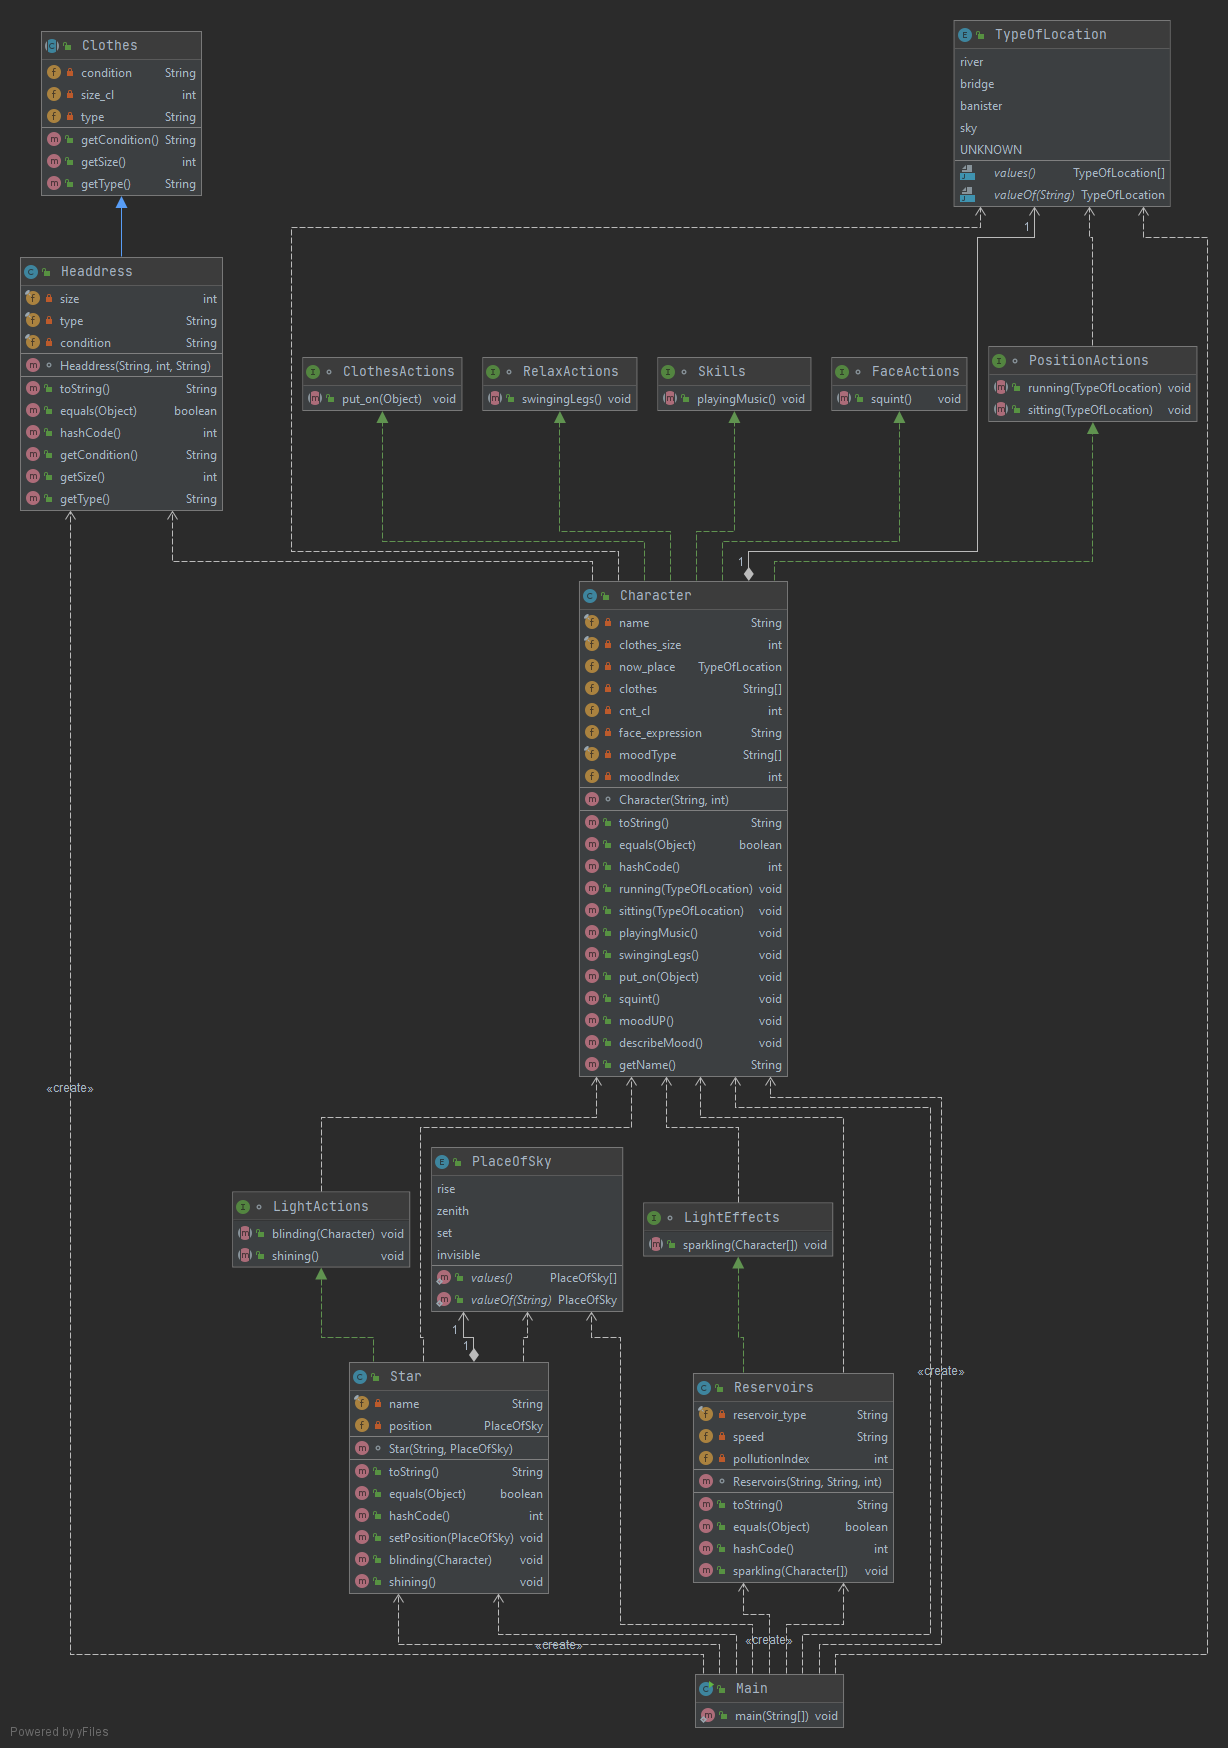 Clothes
condition String
size_cl int
type String
getCondition() String
getSize() int
getType() String
TypeOfLocation
river
bridge
banister
sky
UNKNOWN
values() TypeOfLocation[]
valueOf(String) TypeOfLocation
1
Headdress
size int
type String
condition String
Headdress(String, int, String)
toString() String
equals(Object) boolean
hashCode() int
getCondition() String
getSize() int
getType() String
ClothesActions
put_on(Object) void
RelaxActions
swingingLegs() void
Skills
playingMusic() void
FaceActions
squint() void
PositionActions
running(TypeOfLocation) void
sitting(TypeOfLocation) void
1
Character
name String
clothes_size int
now_place TypeOfLocation
clothes String[]
cnt_cl int
face_expression String
moodType String[]
moodIndex int
Character(String, int)
toString() String
equals(Object) boolean
hashCode() int
running(TypeOfLocation) void
sitting(TypeOfLocation) void
playingMusic() void
swingingLegs() void
put_on(Object) void
squint() void
moodUP() void
describeMood() void
getName() String
«create»
PlaceOfSky
rise
zenith
set
invisible
values() PlaceOfSky[]
valueOf(String) PlaceOfSky
LightActions
blinding(Character) void
shining() void
LightEffects
sparkling(Character[]) void
1
1
«create»
Star
name String
position PlaceOfSky
Star(String, PlaceOfSky)
toString() String
equals(Object) boolean
hashCode() int
setPosition(PlaceOfSky) void
blinding(Character) void
shining() void
Reservoirs
reservoir_type String
speed String
pollutionIndex int
Reservoirs(String, String, int)
toString() String
equals(Object) boolean
hashCode() int
sparkling(Character[]) void
«create»
«create»
Main
main(String[]) void
Powered by yFiles